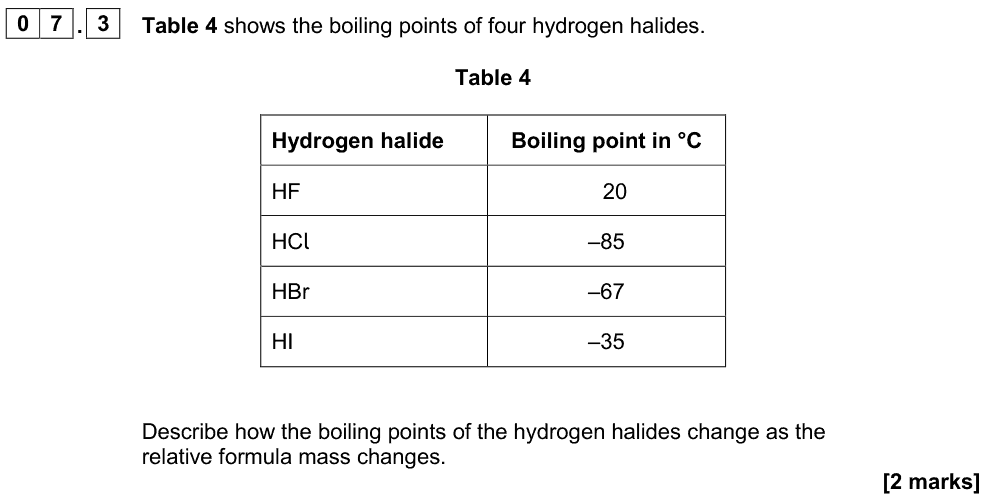 0 7 . 3 Table 4 shows the boiling points of four hydrogen halides.
Table 4
Hydrogen halide Boiling point in °C
HF 20
HCl –85
HBr –67
HI –35
Describe how the boiling points of the hydrogen halides change as the
relative formula mass changes.
[2 marks]